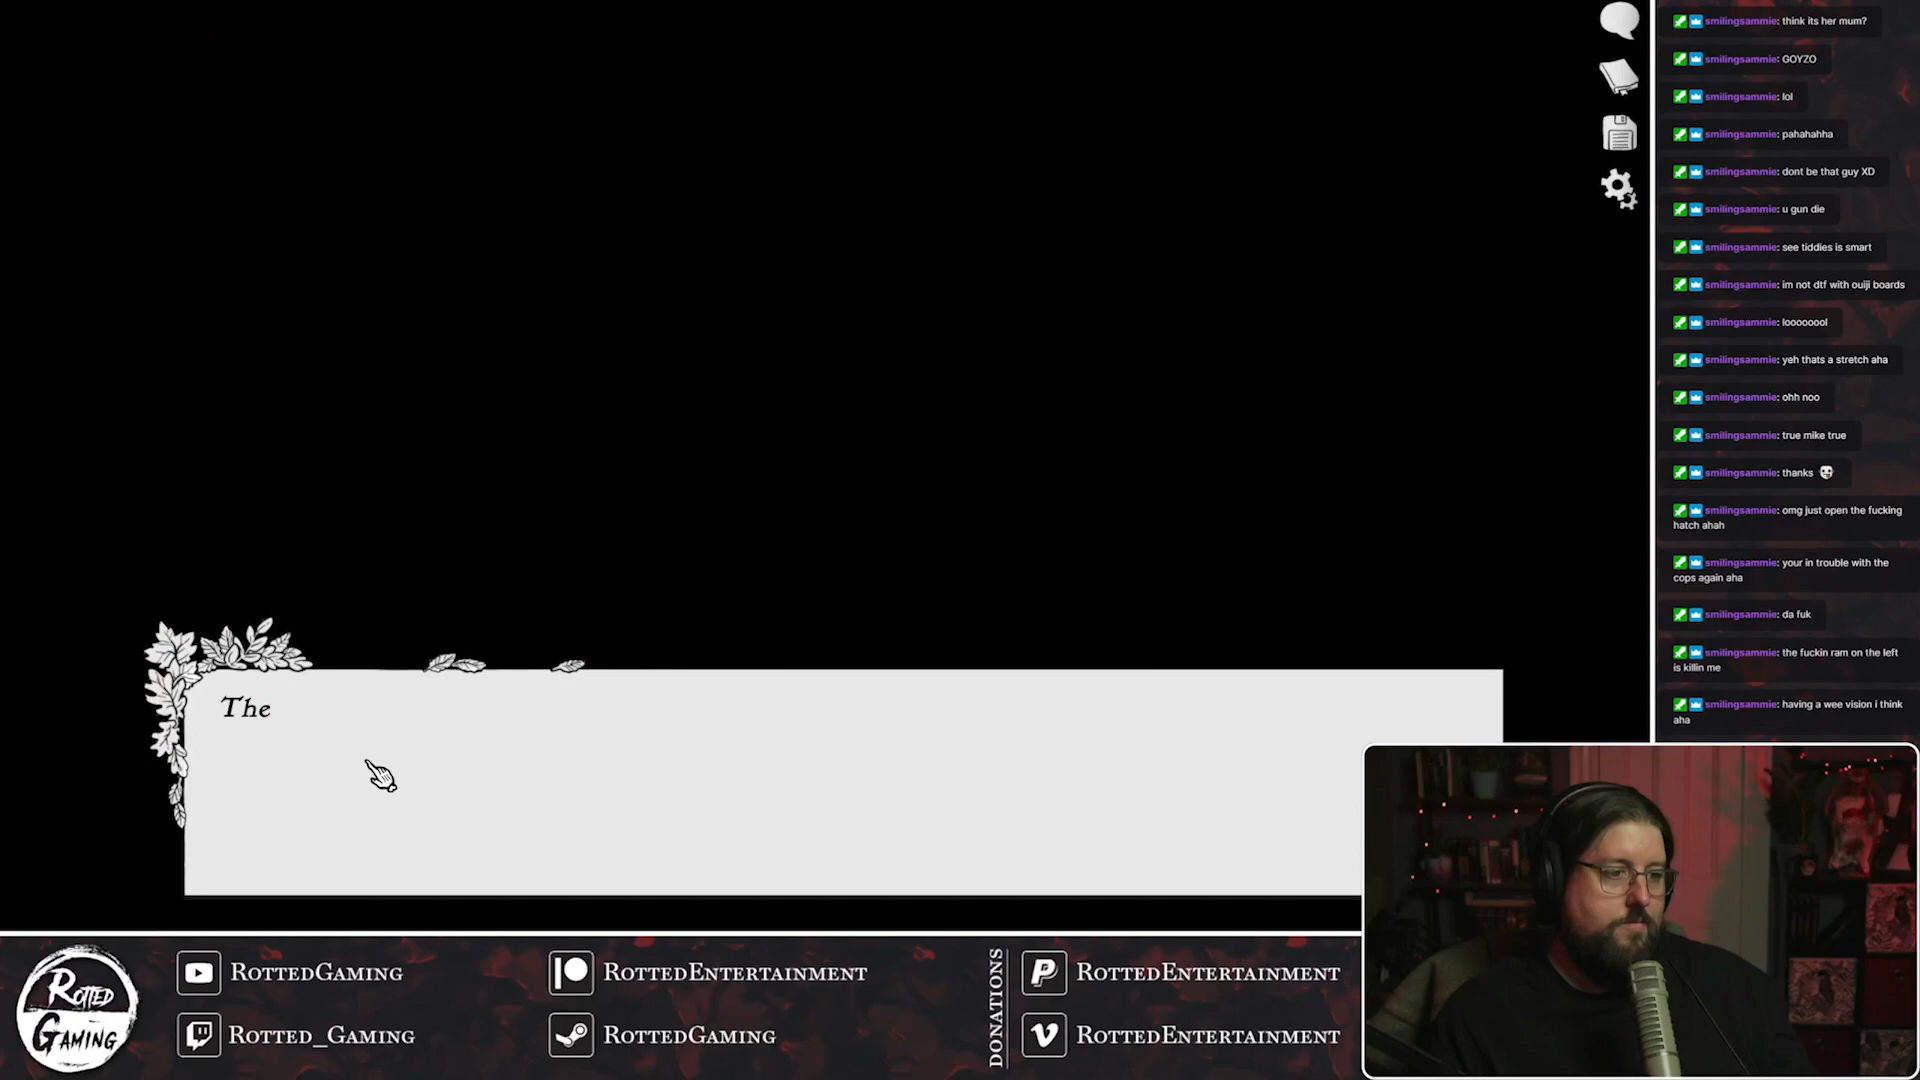 smilingsammie: think its her mum?
smilingsammie: GOYZO
smilingsammie: lol
smilingsammie: pahahahha
smilingsammie: dont be that guy XD
smilingsammie: u gun die
smilingsammie: see tiddies is smart
smilingsammie: im not dtf with ouiji boards
smilingsammie: looooool
smilingsammie: yeh thats a stretch aha
smilingsammie: ohh noo
smilingsammie: true mike true
smilingsammie: thanks
smilingsammie: omg just open the fucking
hatch ahah
smilingsammie: your in trouble with the
cops again aha
smilingsammie: da fuk
smilingsammie: the fuckin ram on the left
is killin me
smilingsammie: having a wee vision i think
aha
The
Rotted
Gaming
RottedGaming
Rotted_Gaming
RottedEntertainment
RottedGaming
Donations
RottedEntertainment
RottedEntertainment